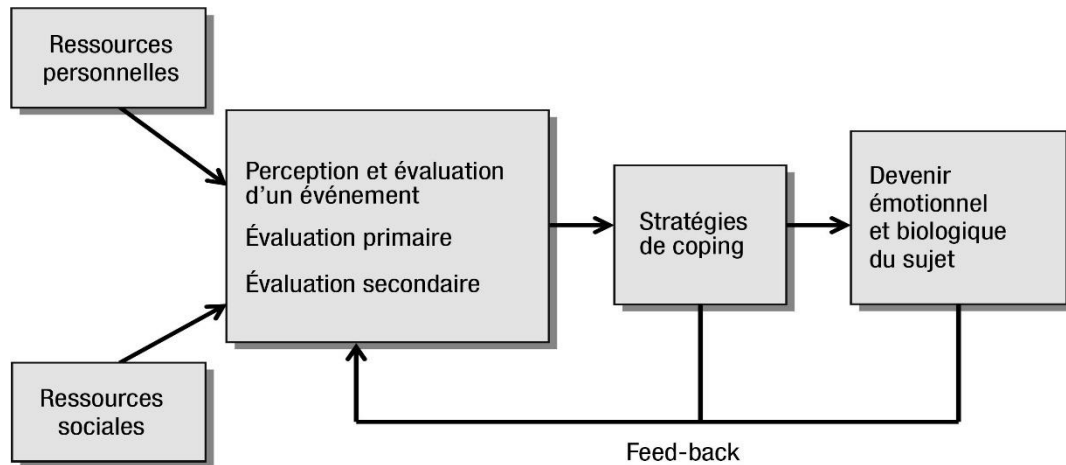 Ressources
personnelles
Perception et évaluation
d'un événement
Évaluation primaire
Évaluation secondaire
Stratégies
de coping
Devenir
émotionnel
et biologique
du sujet
Ressources
sociales
Feed-back